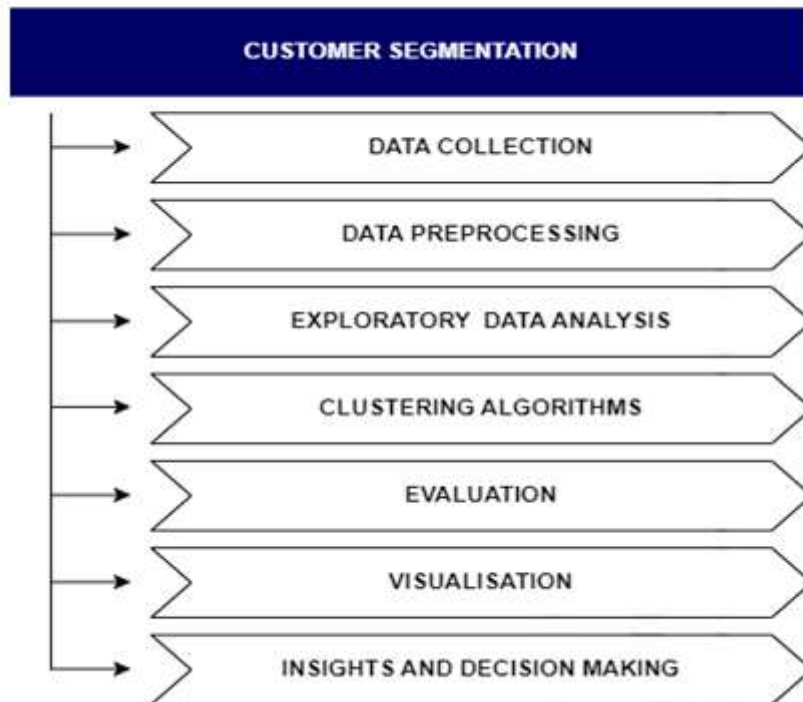 CUSTOMER SEGMENTATION
DATA COLLECTION
DATA PREPROCESSING
EXPLORATORY DATA ANALYSIS
CLUSTERING ALGORITHMS
EVALUATION
VISUALISATION
INSIGHTS AND DECISION MAKING